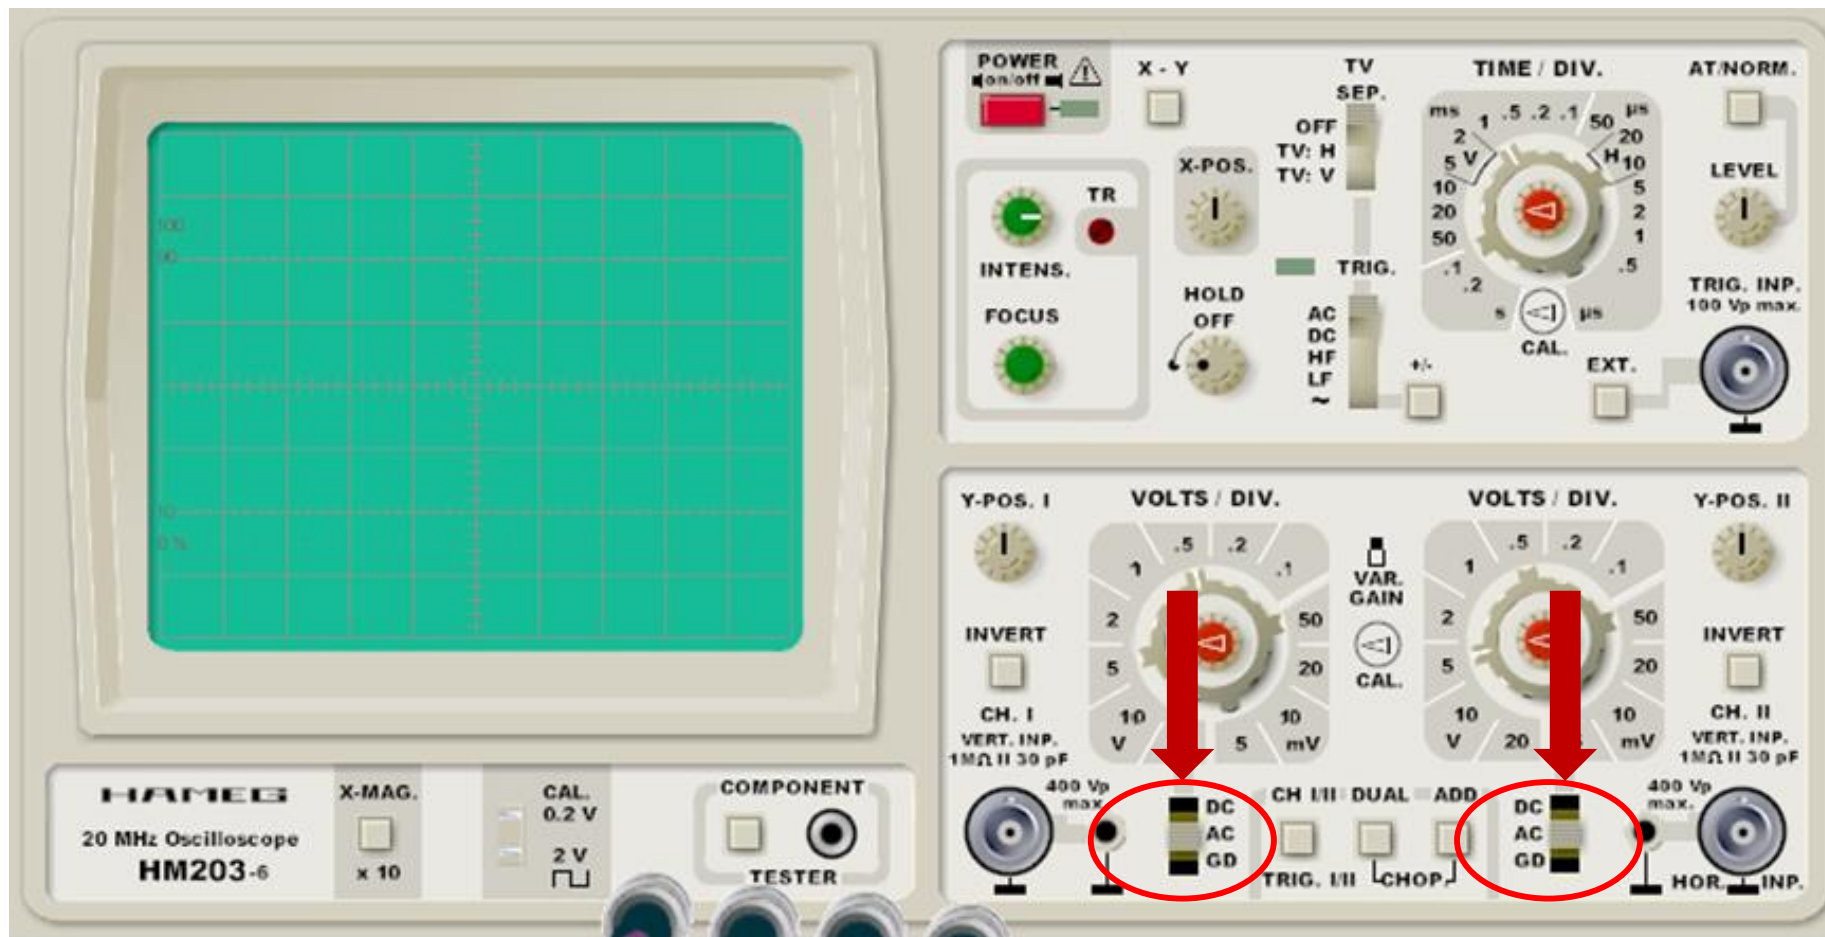 POWER
on/off
X - Y
TV
SEP.
OFF
TV: H
TV: V
TIME / DIV.
AT/NORM.
ms
2
1
.5
.2
.1
50
µs
20
5
V
H
10
10
5
20
2
50
1
.1
.5
.2
s
µs
CAL.
X-POS.
LEVEL
TR
INTENS.
TRIG.
HOLD
OFF
FOCUS
AC
DC
HF
LF
~
+/-
EXT.
TRIG. INP.
100 Vp max.
100
90
10
0 %
Y-POS. I
VOLTS / DIV.
.5
.2
1
.1
2
50
5
20
10
10
V
5
mV
VAR.
GAIN
CAL.
VOLTS / DIV.
.5
.2
1
.1
2
50
5
20
10
10
V
20
mV
Y-POS. II
INVERT
INVERT
CH. I
VERT. INP.
1MΩ II 30 pF
CH. II
VERT. INP.
1MΩ II 30 pF
400 Vp
max.
DC
AC
GD
CH I/II
DUAL
ADD
TRIG. I/II
CHOP.
DC
AC
GD
400 Vp
max.
HOR. INP.
HAMEG
20 MHz Oscilloscope
HM203-6
X-MAG.
x 10
CAL.
0.2 V
2 V
COMPONENT
TESTER